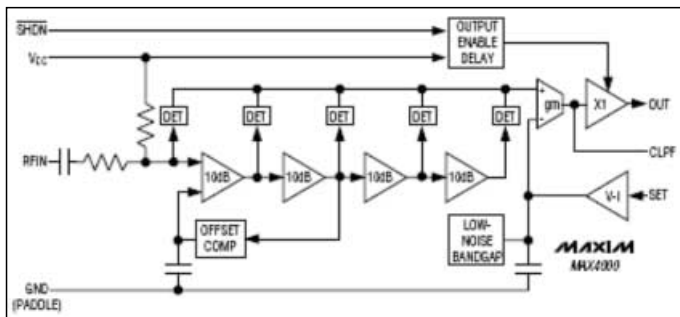 SHDN
OUTPUT
ENABLE
DELAY
VCC
DET
DET
DET
DET
DET
gm
X1
OUT
RFIN
10dB
10dB
10dB
10dB
CLPF
OFFSET
COMP
V-I
SET
LOW-
NOISE
BANDGAP
MAXIM
MAX4000
GND
(PADDLE)